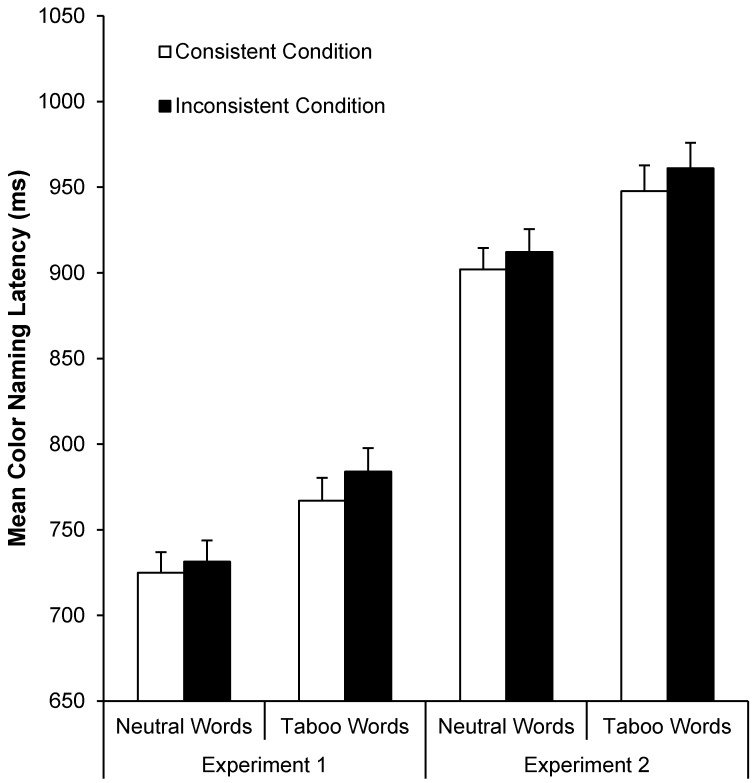 1050
Consistent Condition
1000
Inconsistent Condition
950
900
850
800
750
700
650
Mean Color Naming Latency (ms)
Neutral Words Taboo Words Neutral Words Taboo Words
Experiment 1 Experiment 2